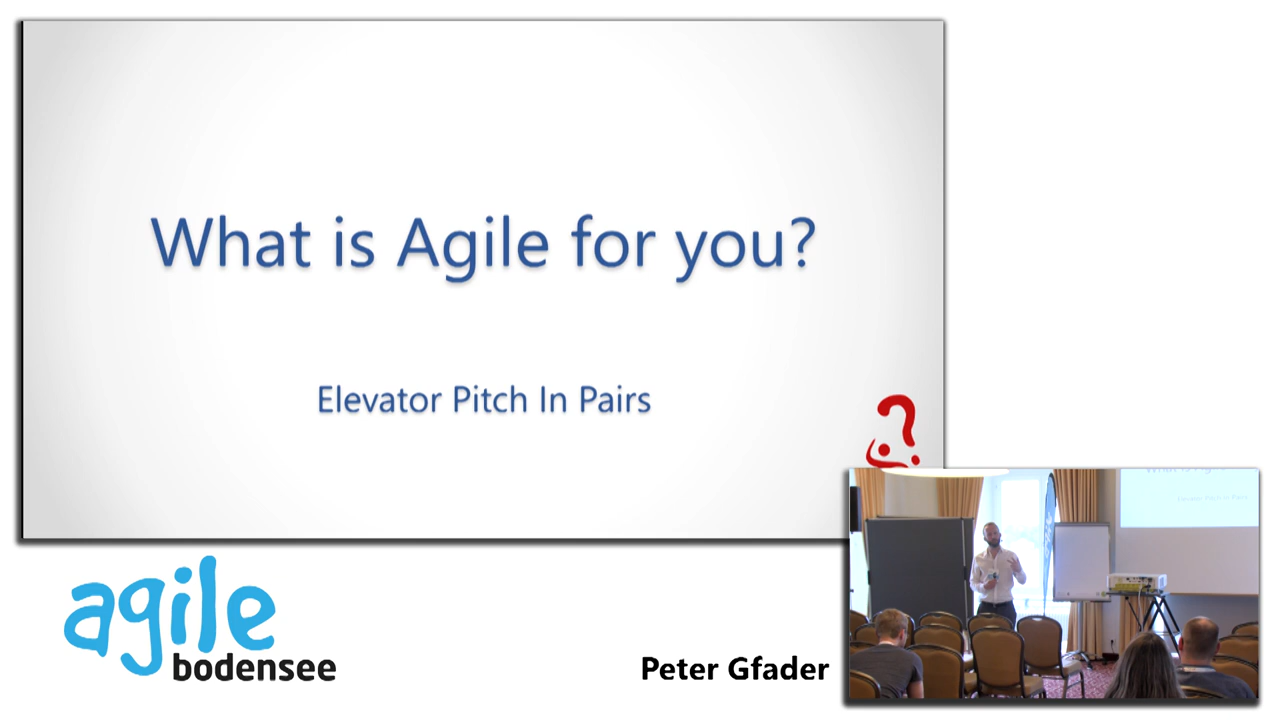 What is Agile for you?
Elevator Pitch In Pairs
agile
bodensee
Peter Gfader